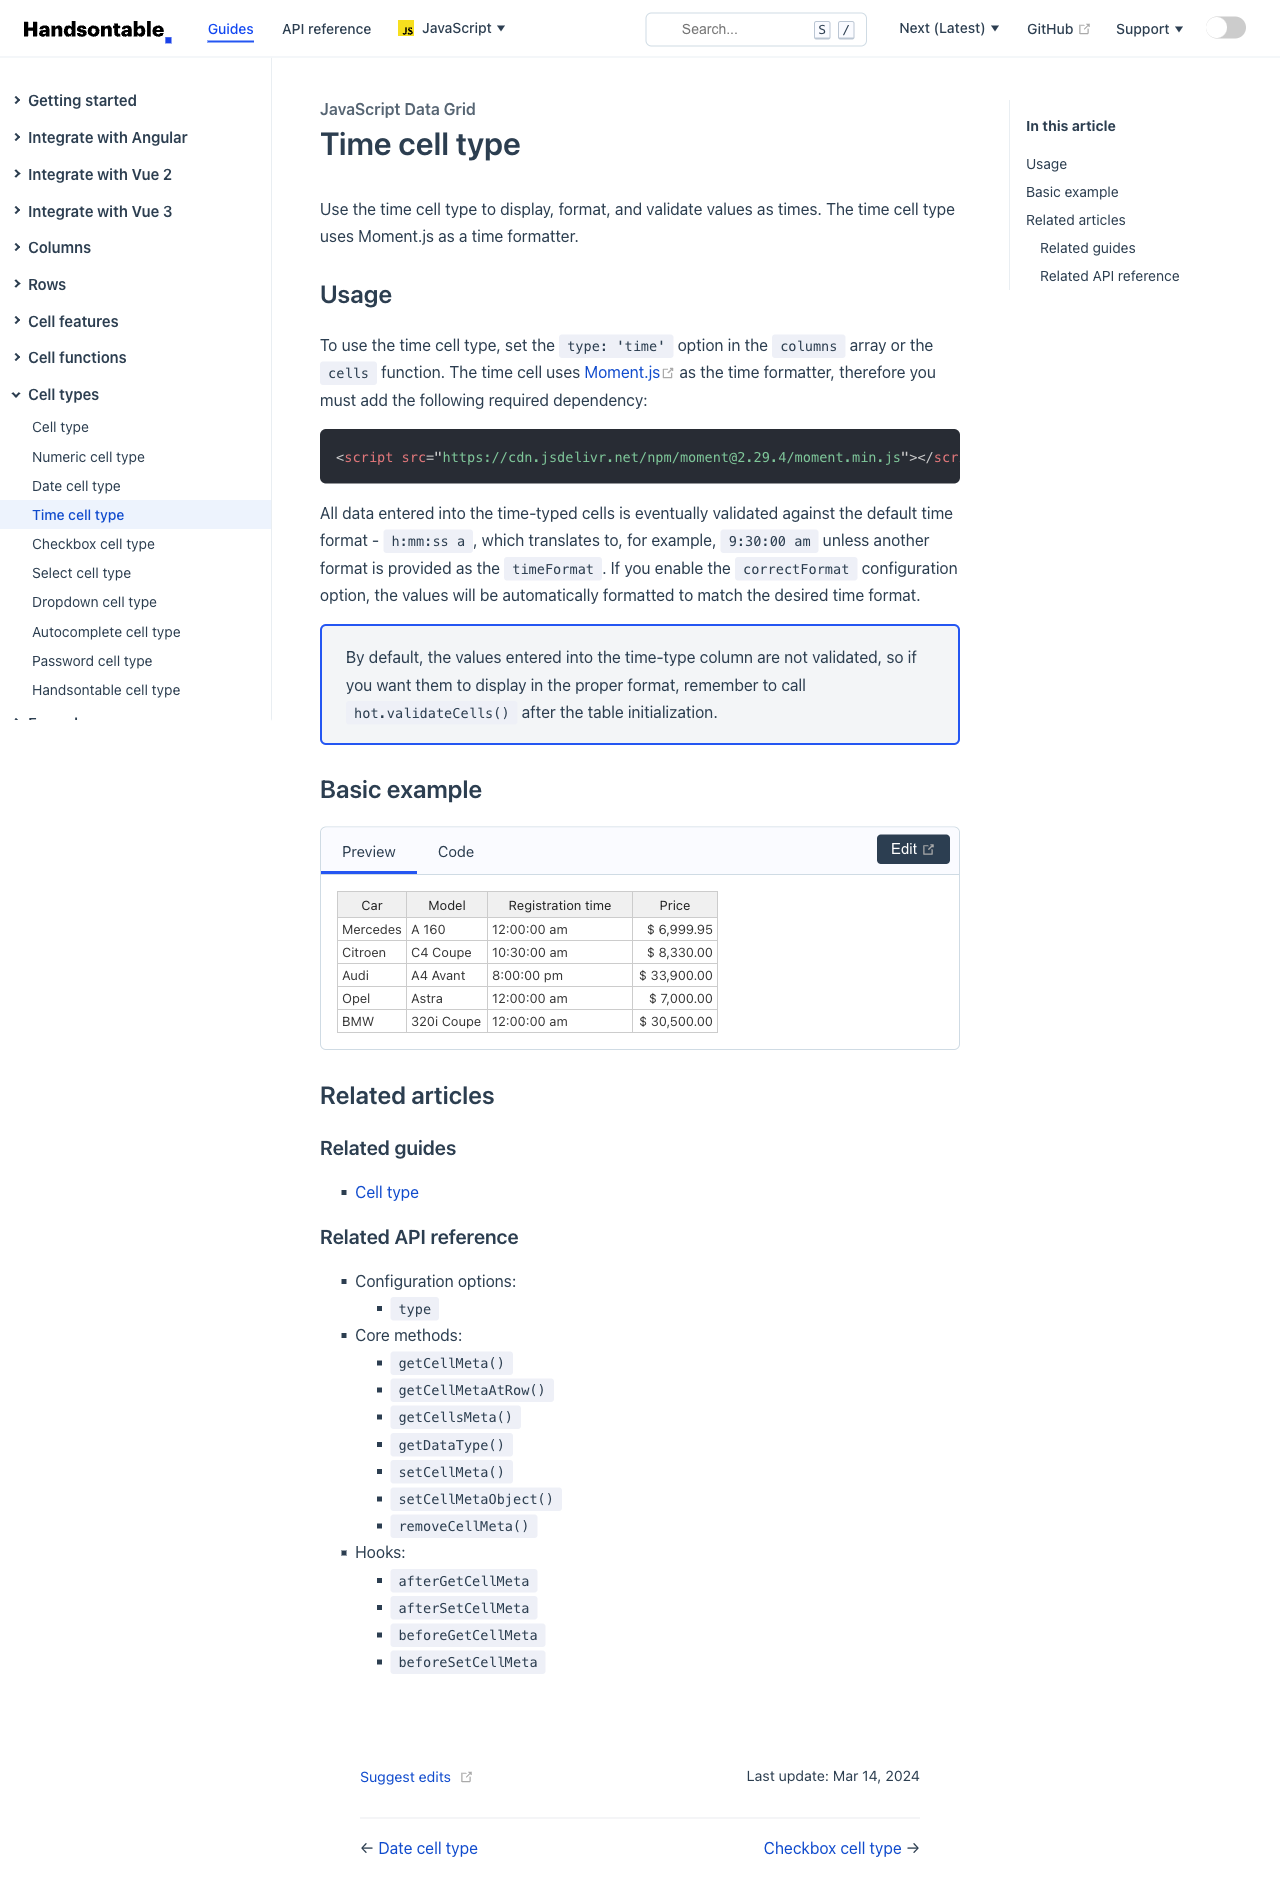 Handsontable
Guides
API reference
JS JavaScript ▼
Search...
S /
Next (Latest) ▼
GitHub
Support ▼
Getting started
Integrate with Angular
Integrate with Vue 2
Integrate with Vue 3
Columns
Rows
Cell features
Cell functions
Cell types
Cell type
Numeric cell type
Date cell type
Time cell type
Checkbox cell type
Select cell type
Dropdown cell type
Autocomplete cell type
Password cell type
Handsontable cell type
JavaScript Data Grid
Time cell type
Use the time cell type to display, format, and validate values as times. The time cell type
uses Moment.js as a time formatter.
Usage
To use the time cell type, set the type: 'time' option in the columns array or the
cells function. The time cell uses Moment.js as the time formatter, therefore you
must add the following required dependency:
<script src="https://cdn.jsdelivr.net/npm/moment@2.29.4/moment.min.js"></scr
All data entered into the time-typed cells is eventually validated against the default time
format - h:mm:ss a , which translates to, for example, 9:30:00 am unless another
format is provided as the timeFormat . If you enable the correctFormat configuration
option, the values will be automatically formatted to match the desired time format.
By default, the values entered into the time-type column are not validated, so if
you want them to display in the proper format, remember to call
hot.validateCells() after the table initialization.
Basic example
Preview Code Edit
Car Model Registration time Price
Mercedes A 160 12:00:00 am $ 6,999.95
Citroen C4 Coupe 10:30:00 am $ 8,330.00
Audi A4 Avant 8:00:00 pm $ 33,900.00
Opel Astra 12:00:00 am $ 7,000.00
BMW 320i Coupe 12:00:00 am $ 30,500.00
Related articles
Related guides
▪ Cell type
Related API reference
▪ Configuration options:
▪ type
▪ Core methods:
▪ getCellMeta()
▪ getCellMetaAtRow()
▪ getCellsMeta()
▪ getDataType()
▪ setCellMeta()
▪ setCellMetaObject()
▪ removeCellMeta()
▪ Hooks:
▪ afterGetCellMeta
▪ afterSetCellMeta
▪ beforeGetCellMeta
▪ beforeSetCellMeta
Suggest edits
Last update: Mar 14, 2024
← Date cell type
Checkbox cell type →
In this article
Usage
Basic example
Related articles
Related guides
Related API reference